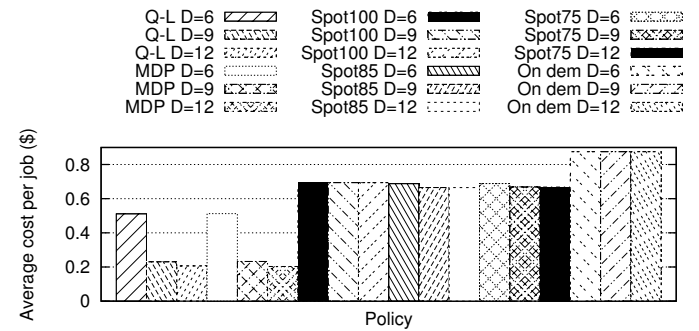 Q-L D=6 Spot100 D=6 Spot75 D=6
Q-L D=9 Spot100 D=9 Spot75 D=9
Q-L D=12 Spot100 D=12 Spot75 D=12
MDP D=6 Spot85 D=6 On dem D=6
MDP D=9 Spot85 D=9 On dem D=9
MDP D=12 Spot85 D=12 On dem D=12
Average cost per job ($)
0.8
0.6
0.4
0.2
0
Policy